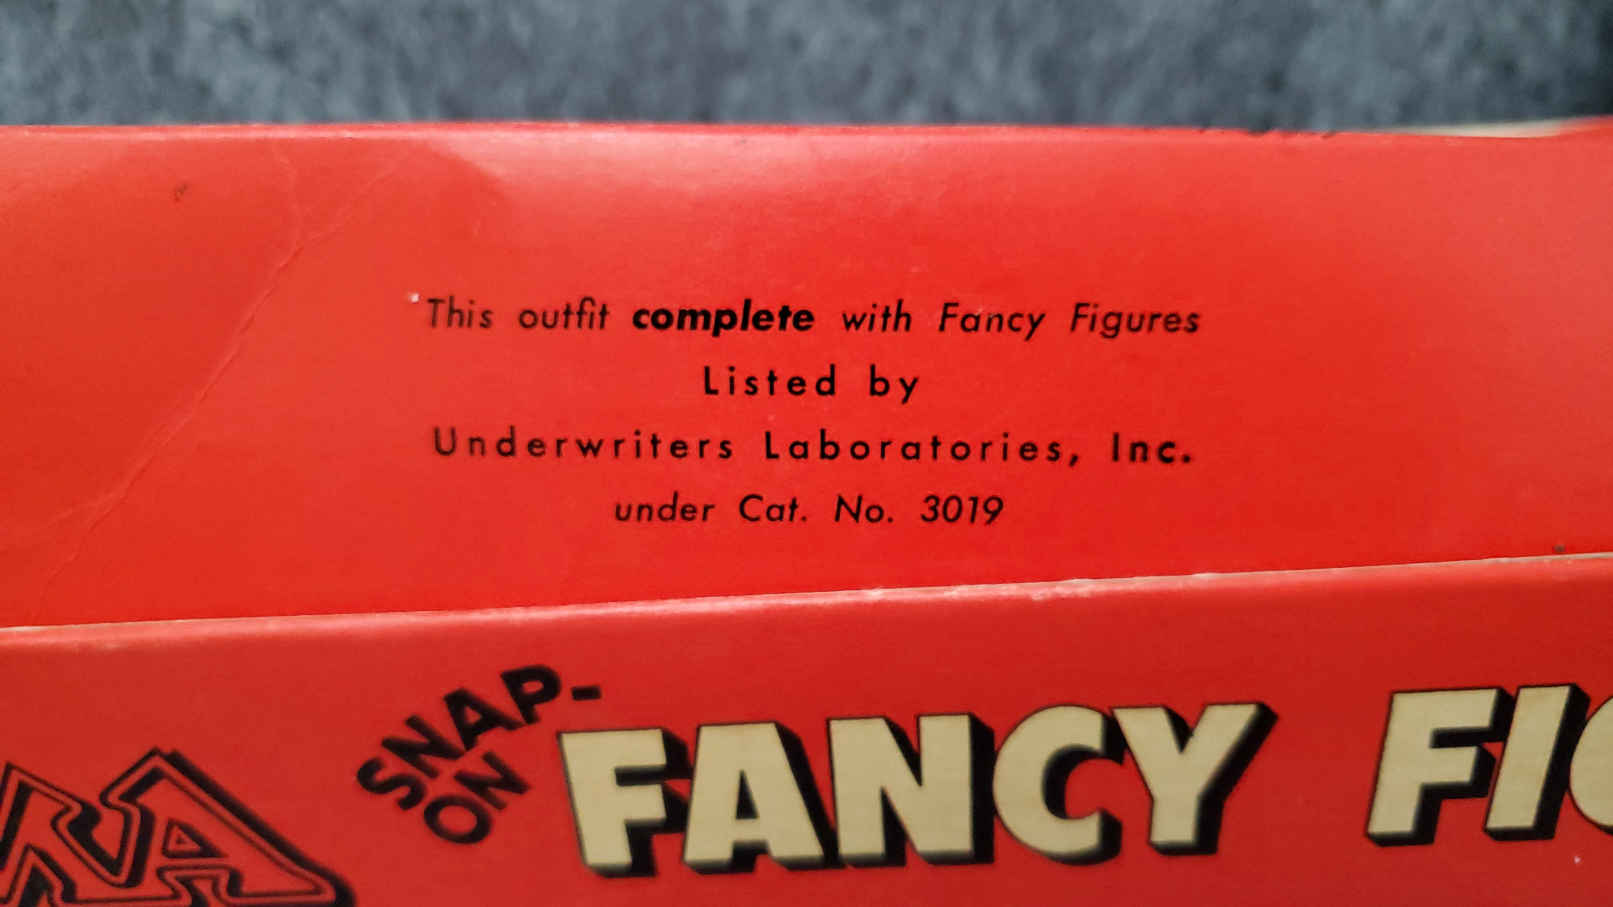 This outfit complete with Fancy Figures
Listed by
Underwriters Laboratories, Inc.
under Cat. No. 3019
SNAP-
ON
FANCY